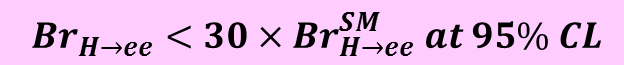 Br_{H→ee} < 30 × Br^{SM}_{H→ee} at 95% CL